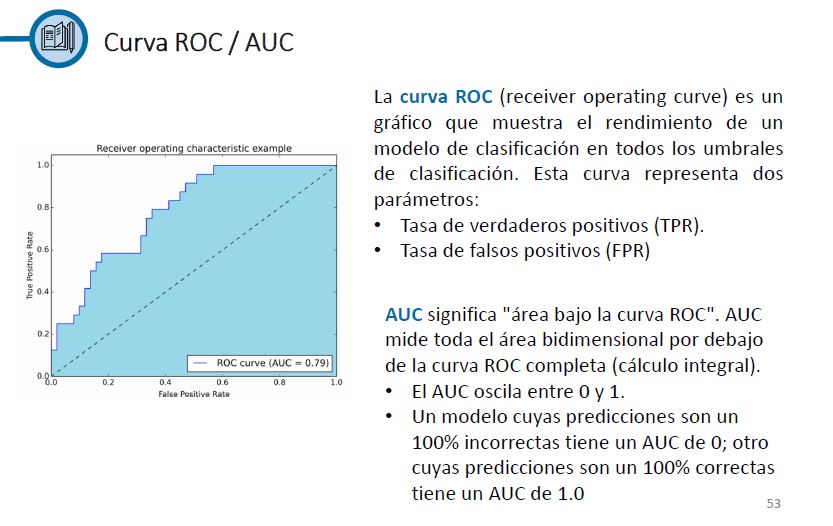 Curva ROC / AUC
La curva ROC (receiver operating curve) es un
gráfico que muestra el rendimiento de un
modelo de clasificación en todos los umbrales
de clasificación. Esta curva representa dos
parámetros:
• Tasa de verdaderos positivos (TPR).
• Tasa de falsos positivos (FPR)
Receiver operating characteristic example
1.0
0.8
0.6
0.4
0.2
0.0
True Positive Rate
ROC curve (AUC = 0.79)
0.0 0.2 0.4 0.6 0.8 1.0
False Positive Rate
AUC significa "área bajo la curva ROC". AUC
mide toda el área bidimensional por debajo
de la curva ROC completa (cálculo integral).
• El AUC oscila entre 0 y 1.
• Un modelo cuyas predicciones son un
100% incorrectas tiene un AUC de 0; otro
cuyas predicciones son un 100% correctas
tiene un AUC de 1.0
53